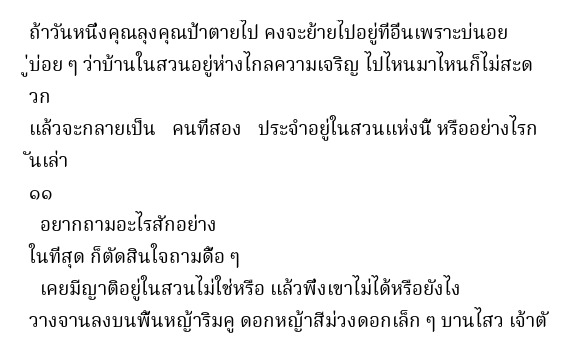 ถ้าวันหนึ่งคุณลุงคุณป้าตายไป คงจะย้ายไปอยู่ที่อื่นเพราะบ่นอย
ู่บ่อย ๆ ว่าบ้านในสวนอยู่ห่างไกลความเจริญ ไปไหนมาไหนก็ไม่สะด
วก
แล้วจะกลายเป็น คนที่สอง ประจำอยู่ในสวนแห่งนี้ หรืออย่างไรก
ันเล่า
๑๑
อยากถามอะไรสักอย่าง
ในที่สุด ก็ตัดสินใจถามดื้อ ๆ
เคยมีญาติอยู่ในสวนไม่ใช่หรือ แล้วพึ่งเขาไม่ได้หรือยังไง
วางจานลงบนพื้นหญ้าริมคู ดอกหญ้าสีม่วงดอกเล็ก ๆ บานไสว เจ้าตั